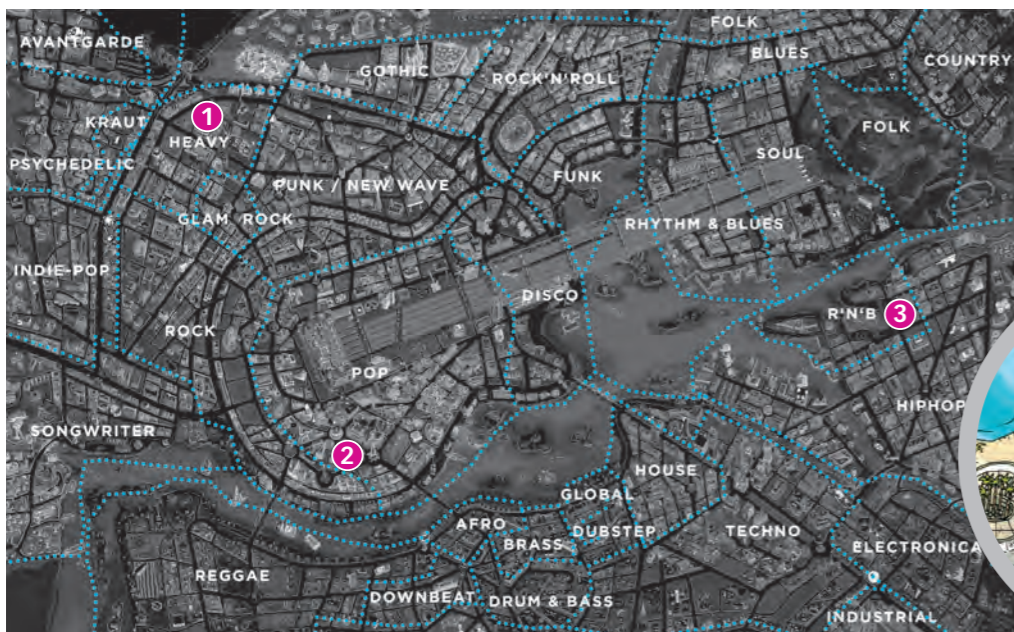 FOLK
AVANTGARDE
BLUES
COUNTRY
GOTHIC
ROCK'N'ROLL
1
KRAUT
FOLK
HEAVY
PSYCHEDELIC
SOUL
FUNK
PUNK / NEW WAVE
GLAM ROCK
RHYTHM & BLUES
INDIE-POP
DISCO
R'N'B
3
ROCK
POP
HIPHOP
SONGWRITER
2
HOUSE
GLOBAL
AFRO
DUBSTEP
TECHNO
BRASS
ELECTRONICA
REGGAE
DOWNBEAT
DRUM & BASS
INDUSTRIAL